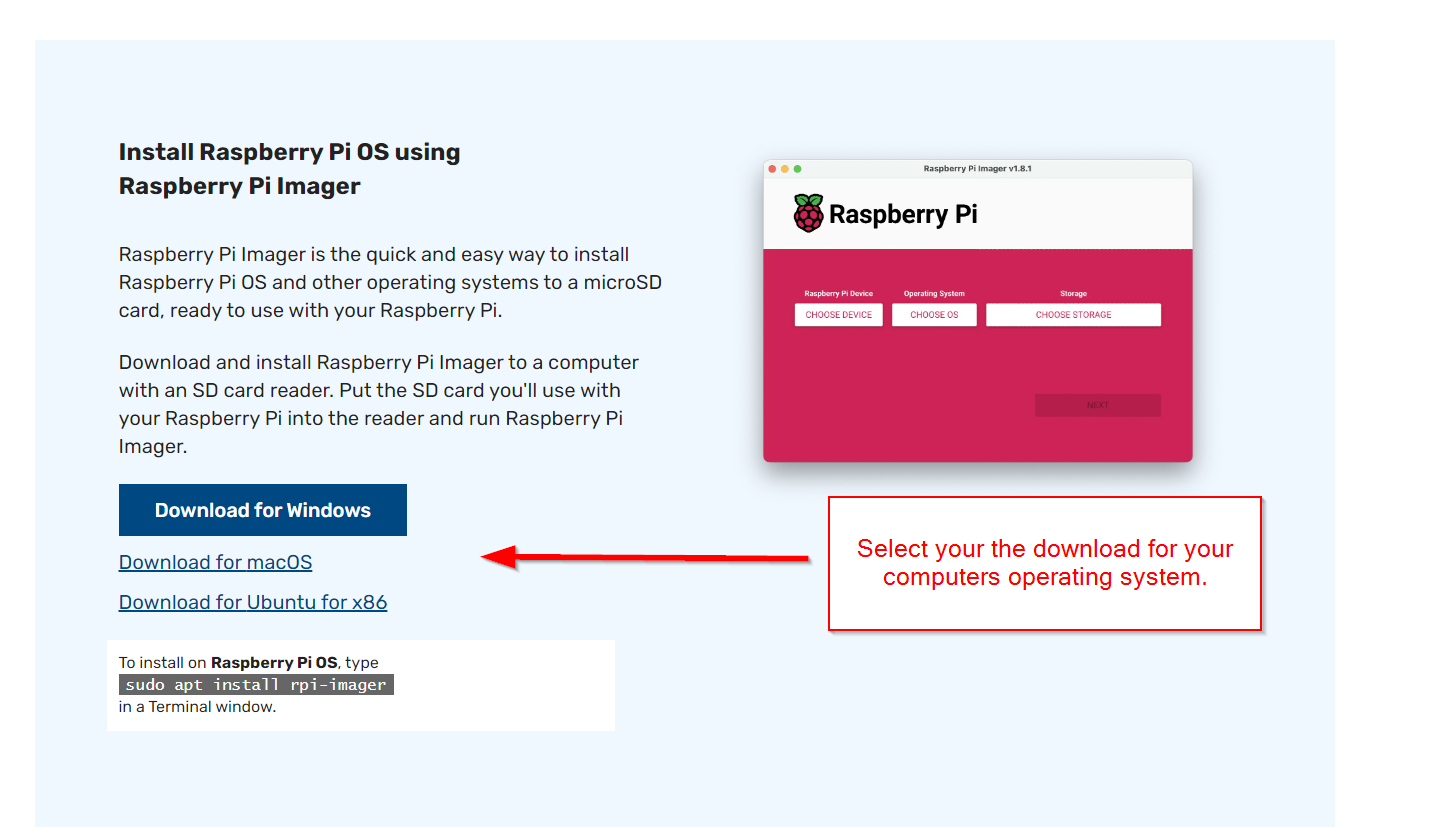 Install Raspberry Pi OS using
Raspberry Pi Imager
Raspberry Pi Imager is the quick and easy way to install
Raspberry Pi OS and other operating systems to a microSD
card, ready to use with your Raspberry Pi.
Download and install Raspberry Pi Imager to a computer
with an SD card reader. Put the SD card you'll use with
your Raspberry Pi into the reader and run Raspberry Pi
Imager.
Download for Windows
Download for macOS
Download for Ubuntu for x86
To install on Raspberry Pi OS, type
sudo apt install rpi-imager
in a Terminal window.
Raspberry Pi Imager v1.8.1
Raspberry Pi
Raspberry Pi Device Operating System Storage
CHOOSE DEVICE CHOOSE OS CHOOSE STORAGE
NEXT
Select your the download for your
computers operating system.